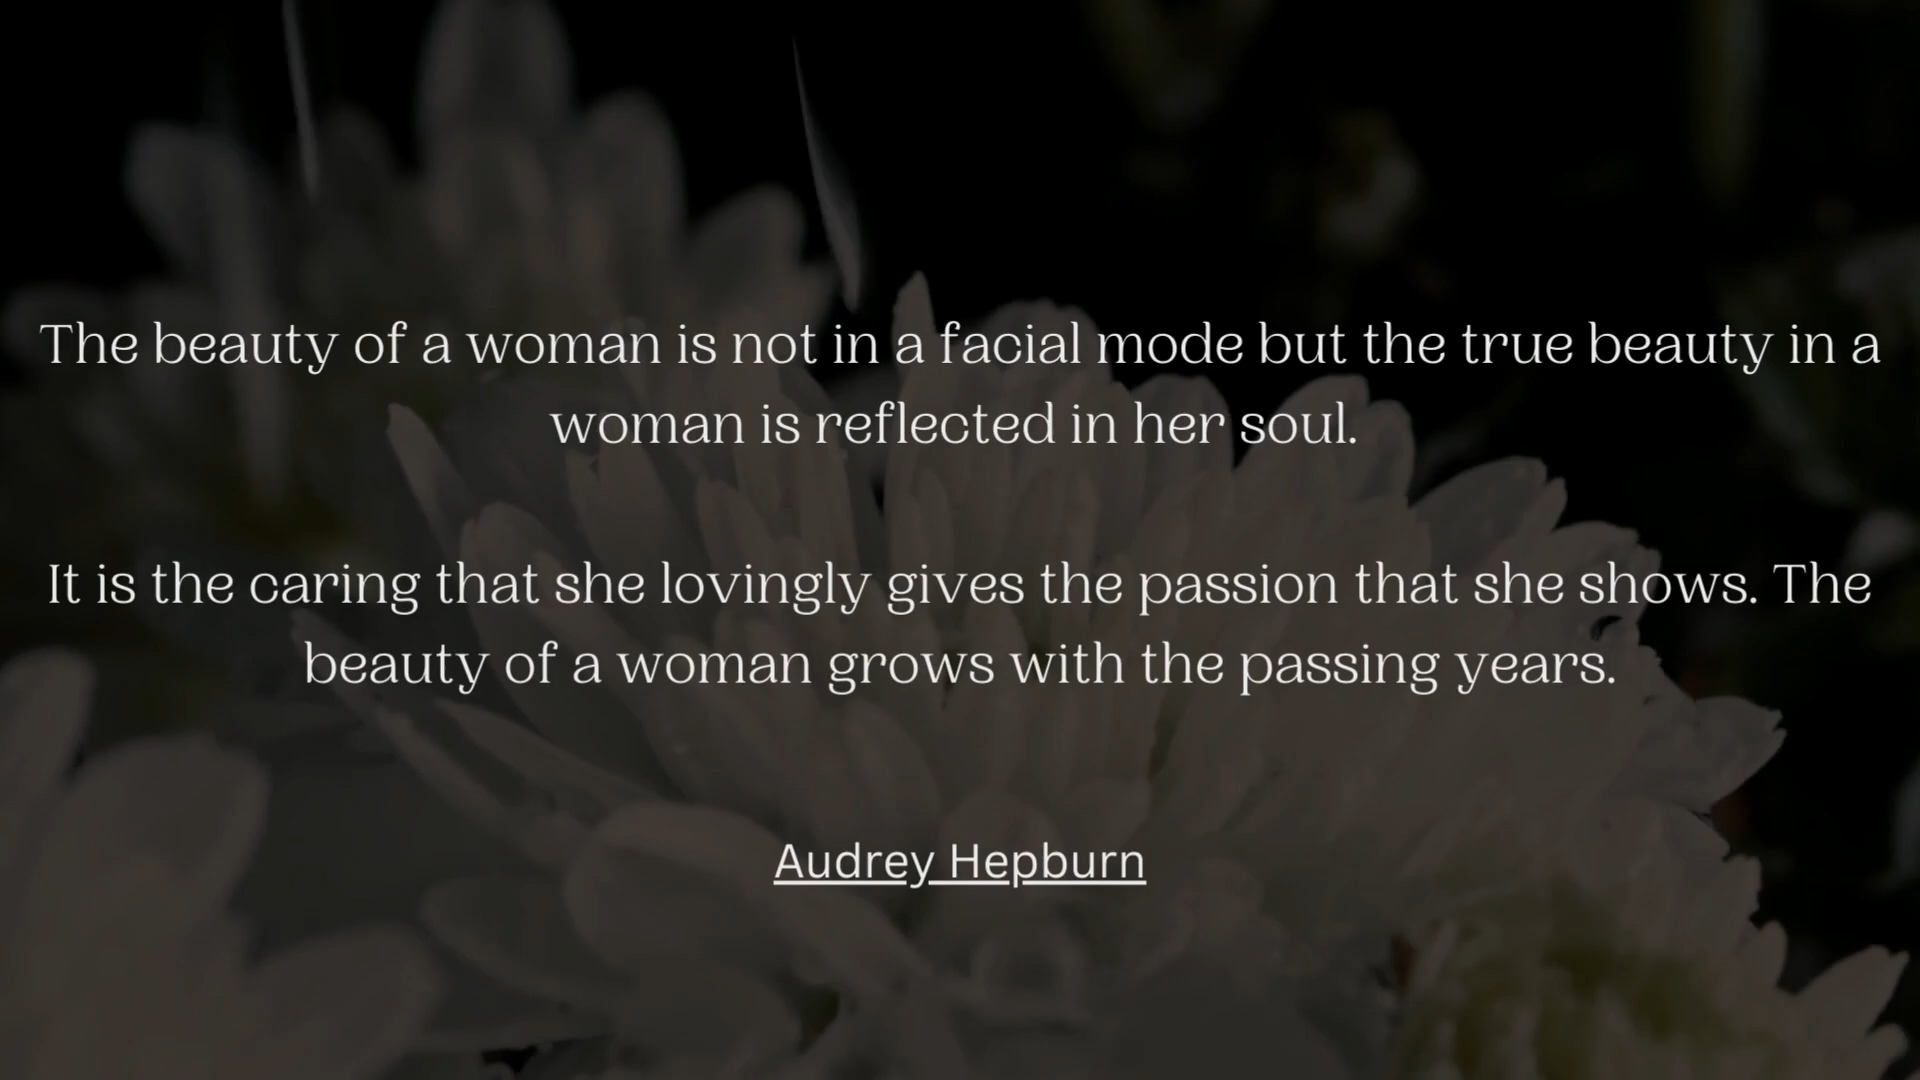 The beauty of a woman is not in a facial mode but the true beauty in a
woman is reflected in her soul.
It is the caring that she lovingly gives the passion that she shows. The
beauty of a woman grows with the passing years.
Audrey Hepburn